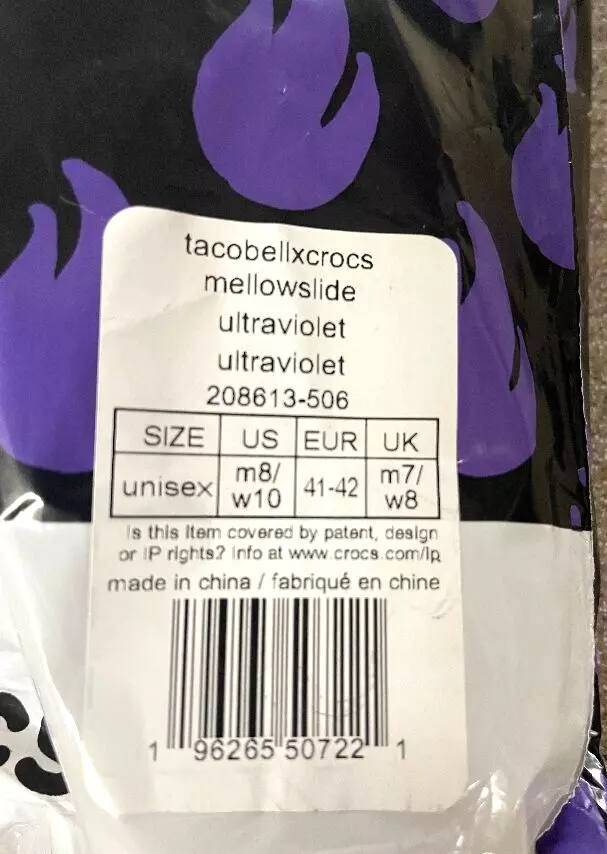 tacobellxcrocs
mellowslide
ultraviolet
ultraviolet
208613-506
SIZE US EUR UK
unisex m8/ w10 41-42 m7/ w8
Is this Item covered by patent, design
or IP rights? Info at www.crocs.com/Ip
made in china / fabriqué en chine
1 96265 50722 1